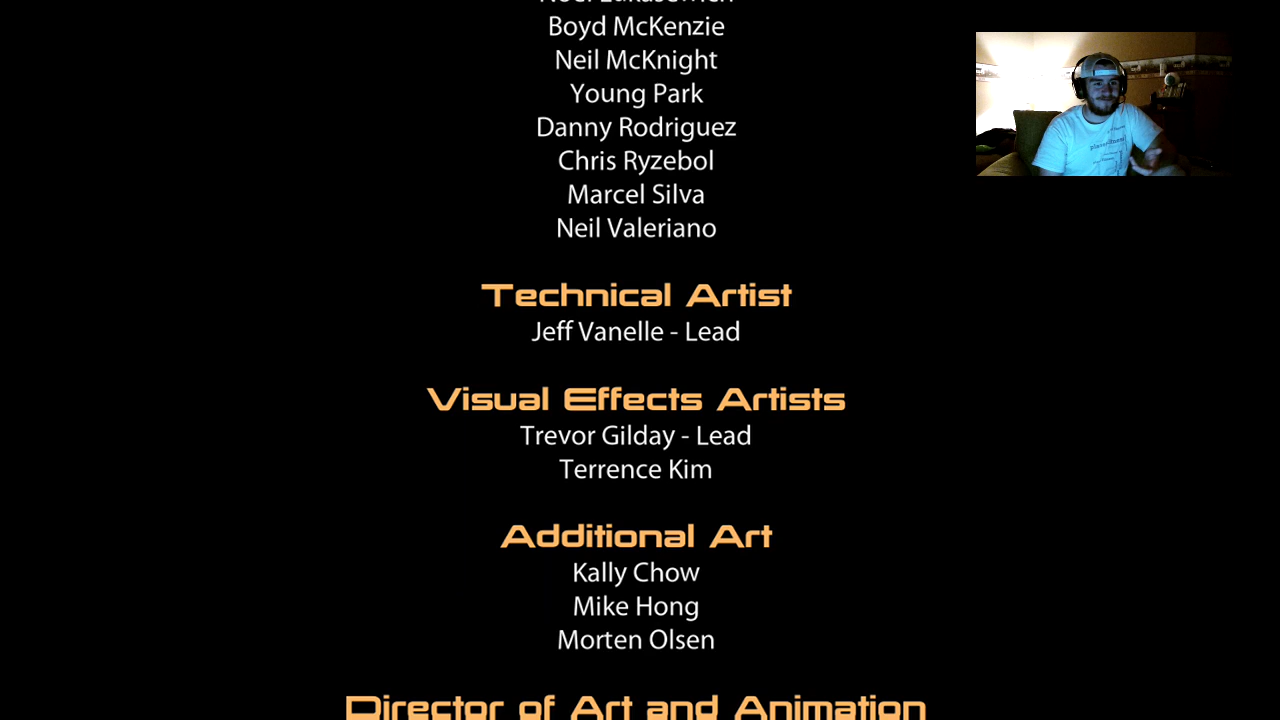 Boyd McKenzie
Neil McKnight
Young Park
Danny Rodriguez
Chris Ryzebol
Marcel Silva
Neil Valeriano
Technical Artist
Jeff Vanelle - Lead
Visual Effects Artists
Trevor Gilday - Lead
Terrence Kim
Additional Art
Kally Chow
Mike Hong
Morten Olsen
Director of Art and Animation